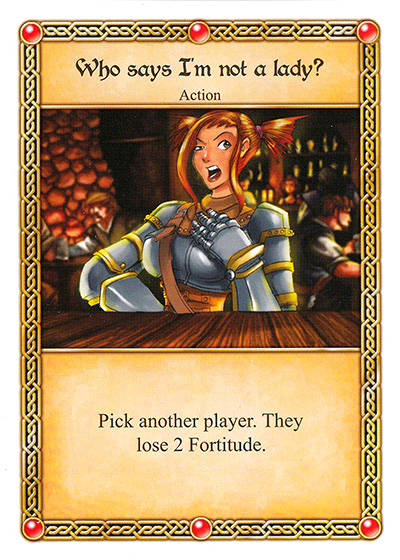 Who says I'm not a lady?
Action
Pick another player. They
lose 2 Fortitude.